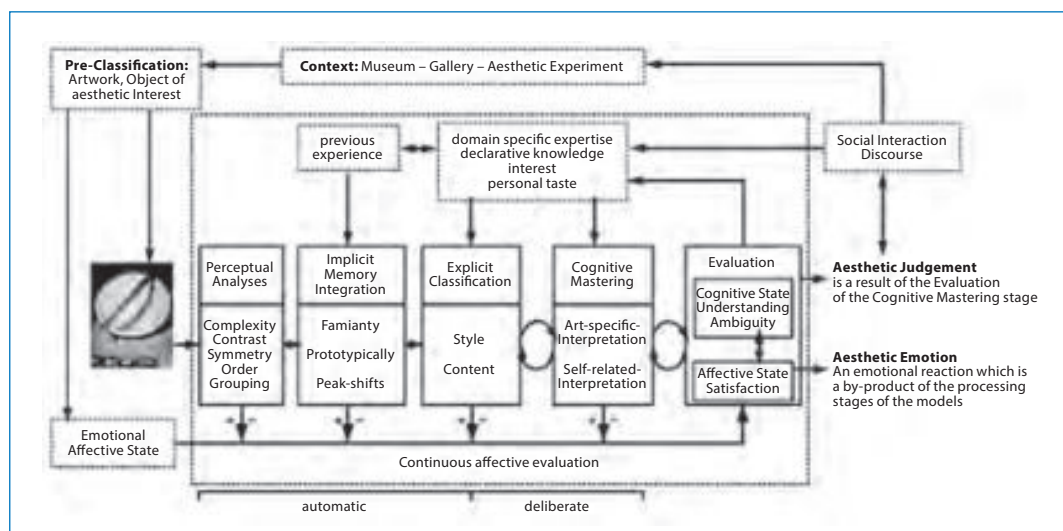 Pre-Classification:
Artwork, Object of
aesthetic Interest
Context: Museum – Gallery – Aesthetic Experiment
previous
experience
domain specific expertise
declarative knowledge
interest
personal taste
Social Interaction
Discourse
Perceptual
Analyses
Complexity
Contrast
Symmetry
Order
Grouping
Implicit
Memory
Integration
Famianty
Prototypically
Peak-shifts
Explicit
Classification
Style
Content
Cognitive
Mastering
Art-specific-
Interpretation
Self-related-
Interpretation
Evaluation
Cognitive State
Understanding
Ambiguity
Affective State
Satisfaction
Aesthetic Judgement
is a result of the Evaluation
of the Cognitive Mastering stage
Aesthetic Emotion
An emotional reaction which is
a by-product of the processing
stages of the models
Emotional
Affective State
Continuous affective evaluation
automatic
deliberate